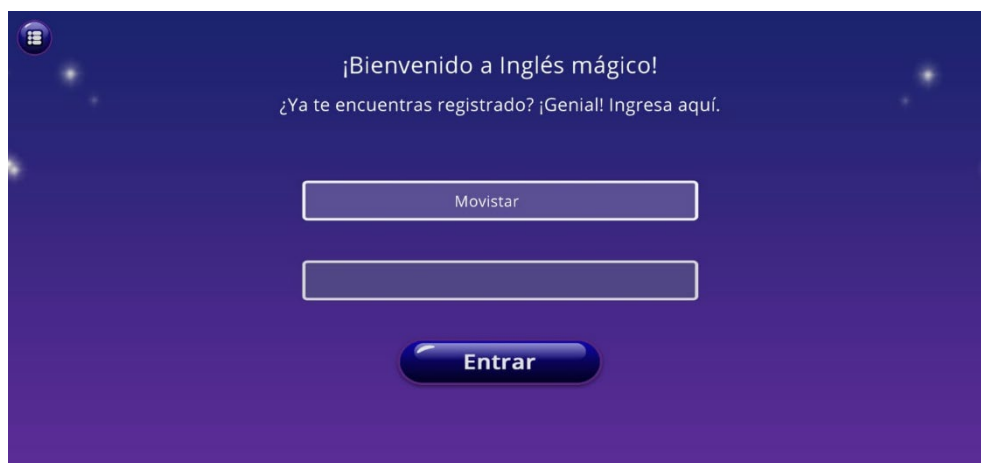 ¡Bienvenido a Inglés mágico!
¿Ya te encuentras registrado? ¡Genial! Ingresa aquí.
Movistar
Entrar